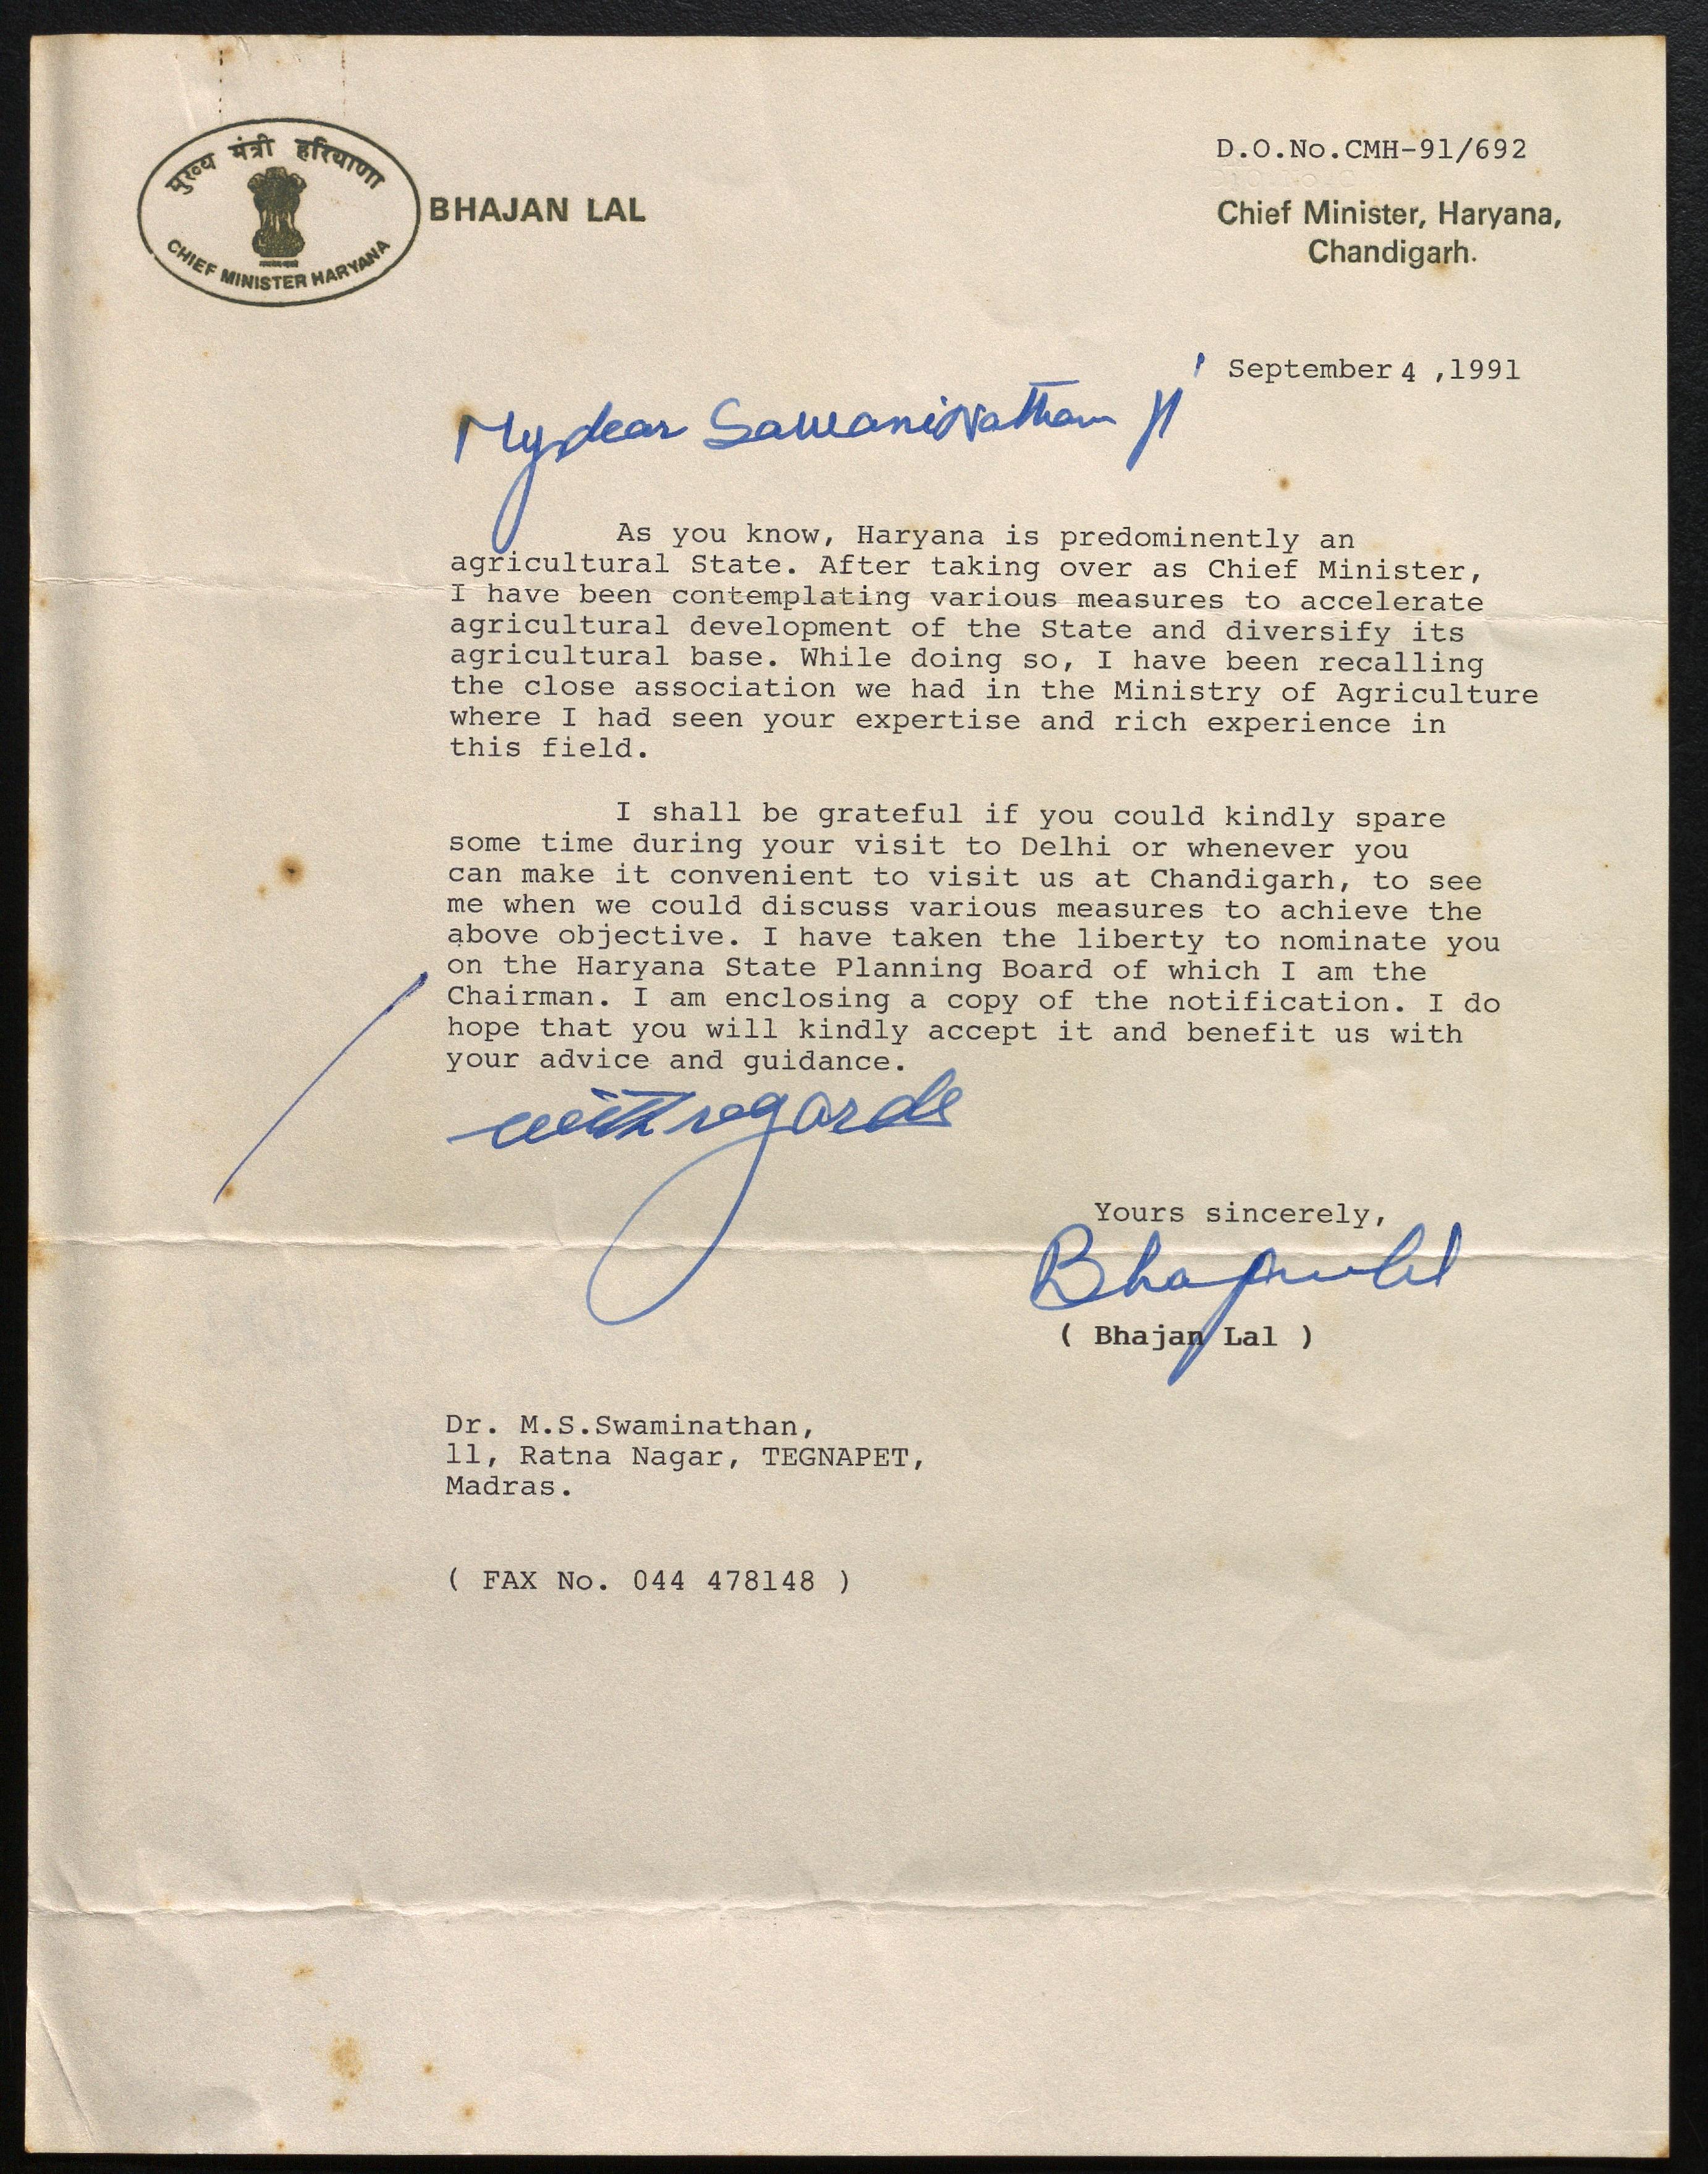 मुख्य मंत्री हरियाणा
CHIEF MINISTER HARYANA
BHAJAN LAL
D.O.No.CMH-91/692
Chief Minister, Haryana,
Chandigarh.
September 4 ,1991
My dear Sawaminatham ji
As you know, Haryana is predominently an
agricultural State. After taking over as Chief Minister,
I have been contemplating various measures to accelerate
agricultural development of the State and diversify its
agricultural base. While doing so, I have been recalling
the close association we had in the Ministry of Agriculture
where I had seen your expertise and rich experience in
this field.
I shall be grateful if you could kindly spare
some time during your visit to Delhi or whenever you
can make it convenient to visit us at Chandigarh, to see
me when we could discuss various measures to achieve the
above objective. I have taken the liberty to nominate you
on the Haryana State Planning Board of which I am the
Chairman. I am enclosing a copy of the notification. I do
hope that you will kindly accept it and benefit us with
your advice and guidance.
with regards
Yours sincerely,
Bhajanlal
( Bhajan Lal )
Dr. M.S.Swaminathan,
11, Ratna Nagar, TEGNAPET,
Madras.
( FAX No. 044 478148 )